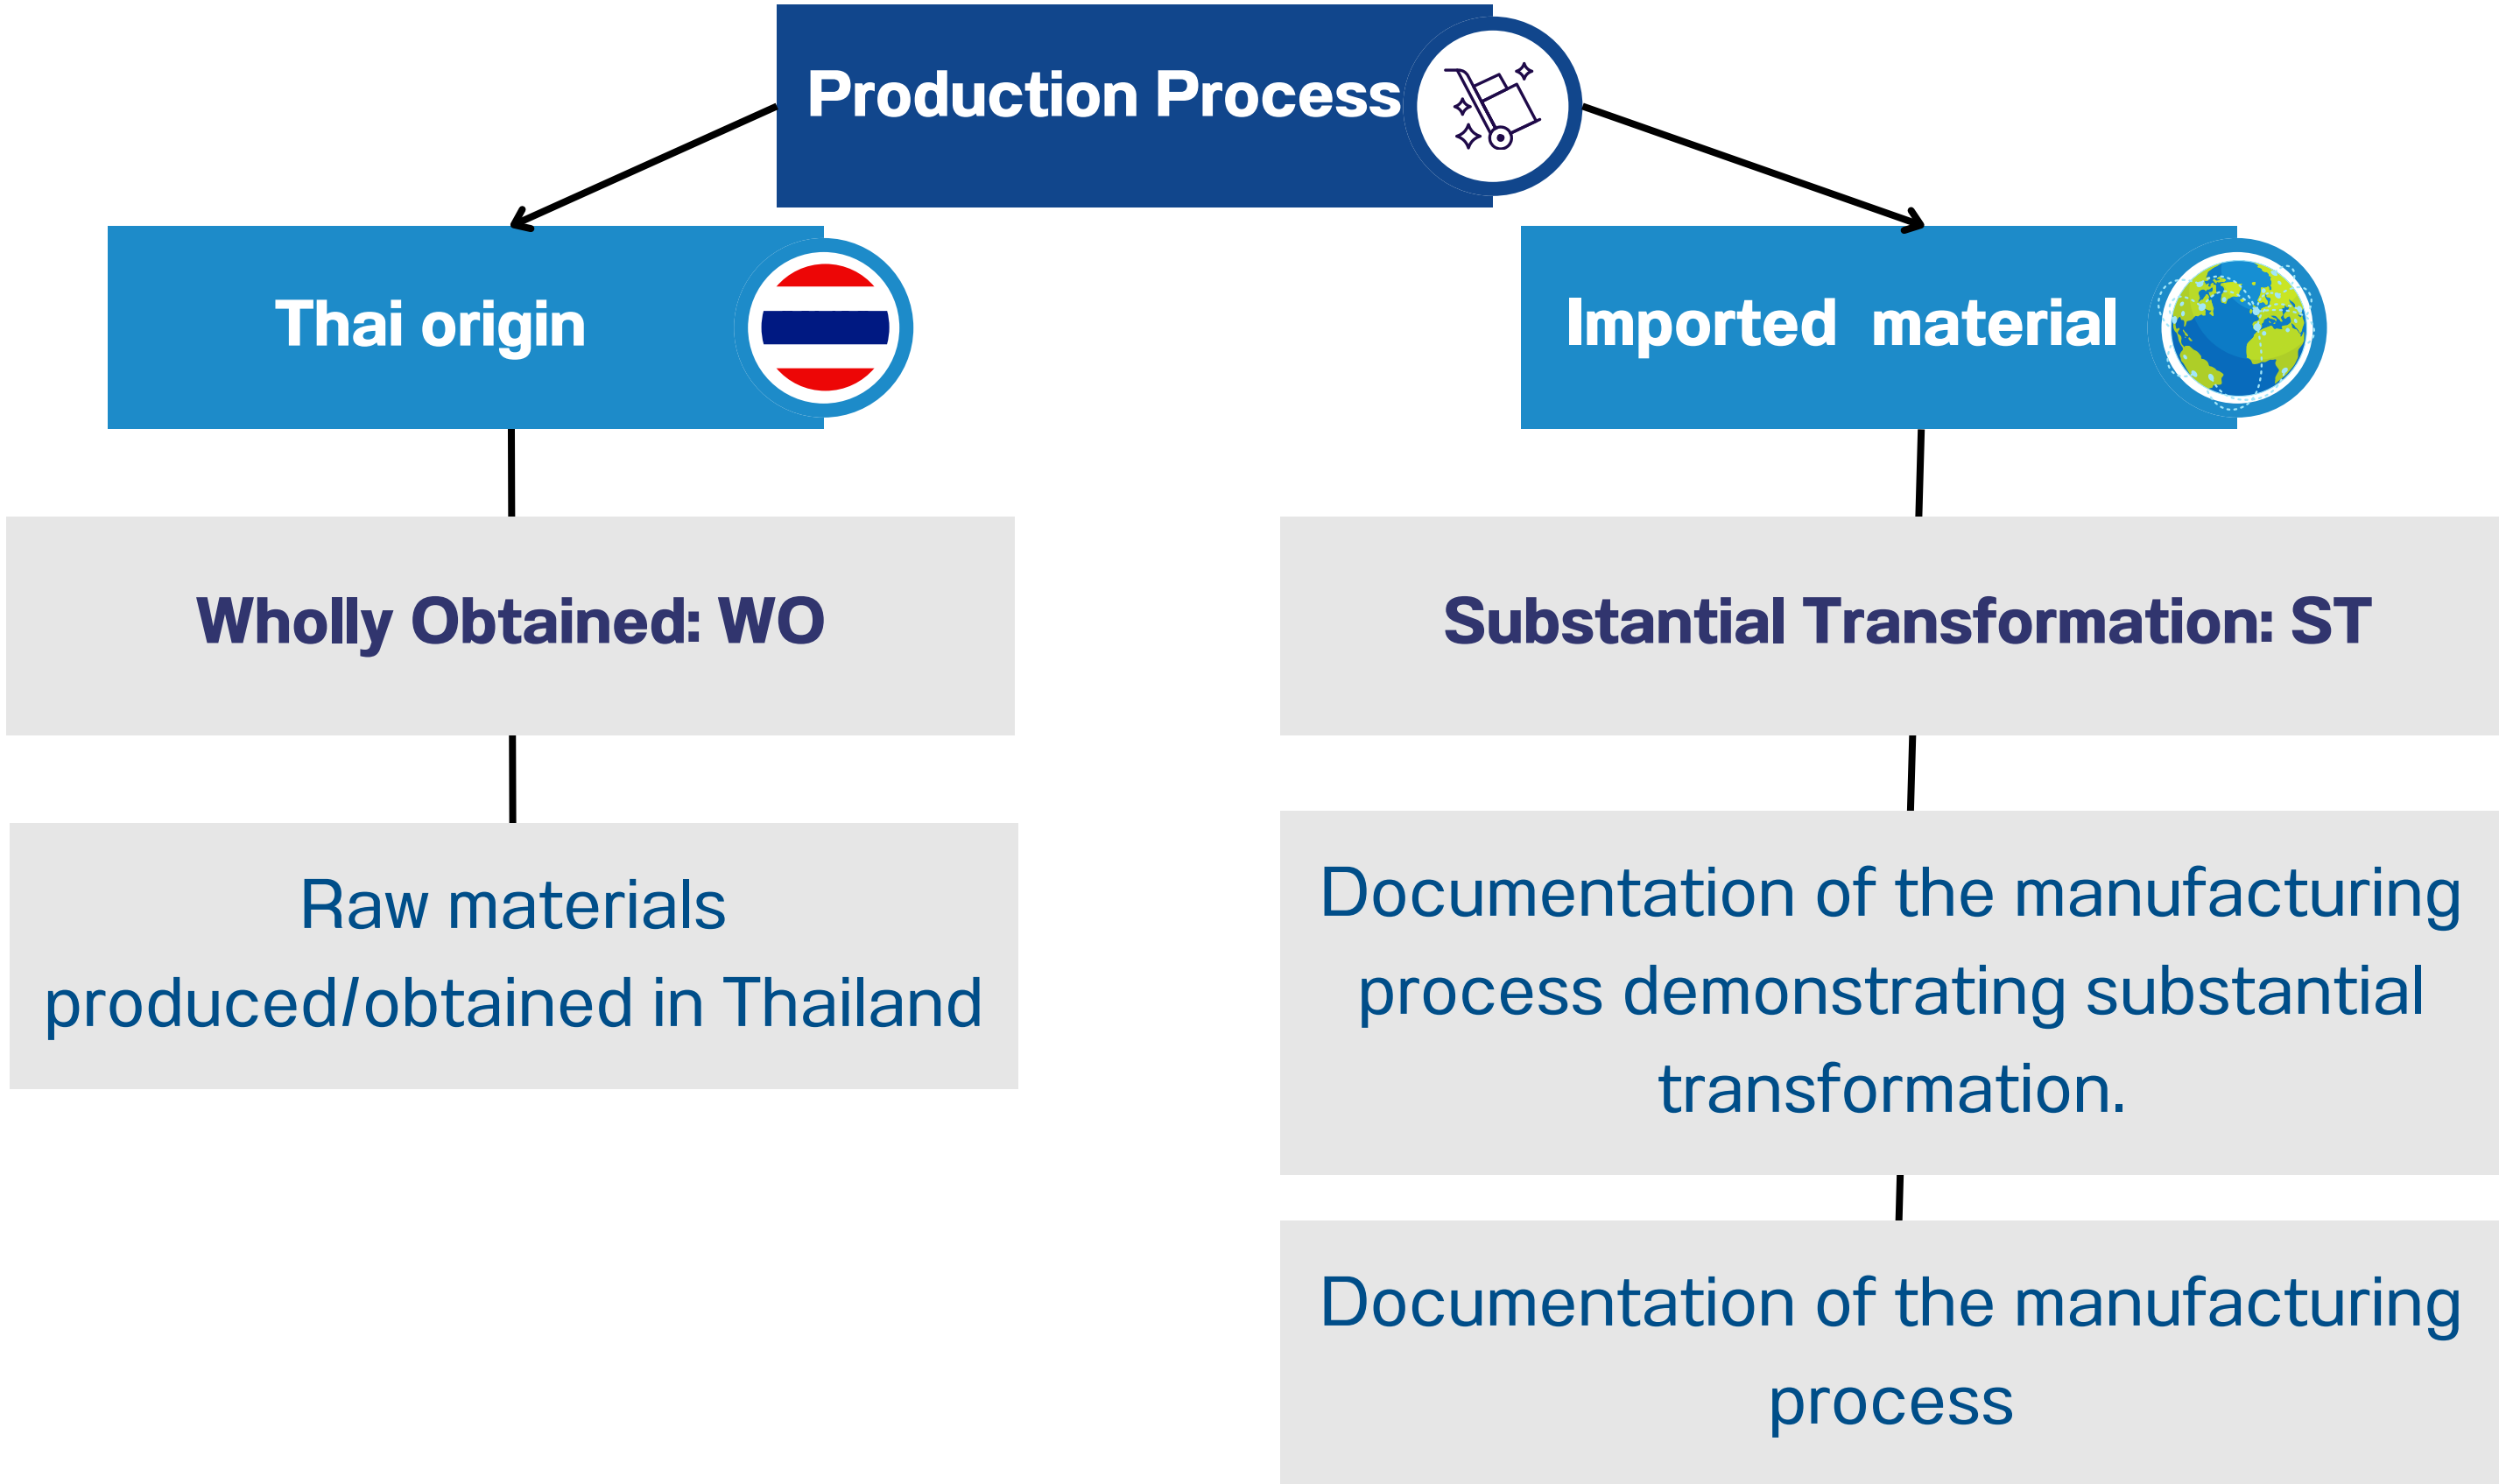 Production Process
Thai origin
Imported material
Wholly Obtained: WO
Substantial Transformation: ST
Raw materials
produced/obtained in Thailand
Documentation of the manufacturing
process demonstrating substantial
transformation.
Documentation of the manufacturing
process